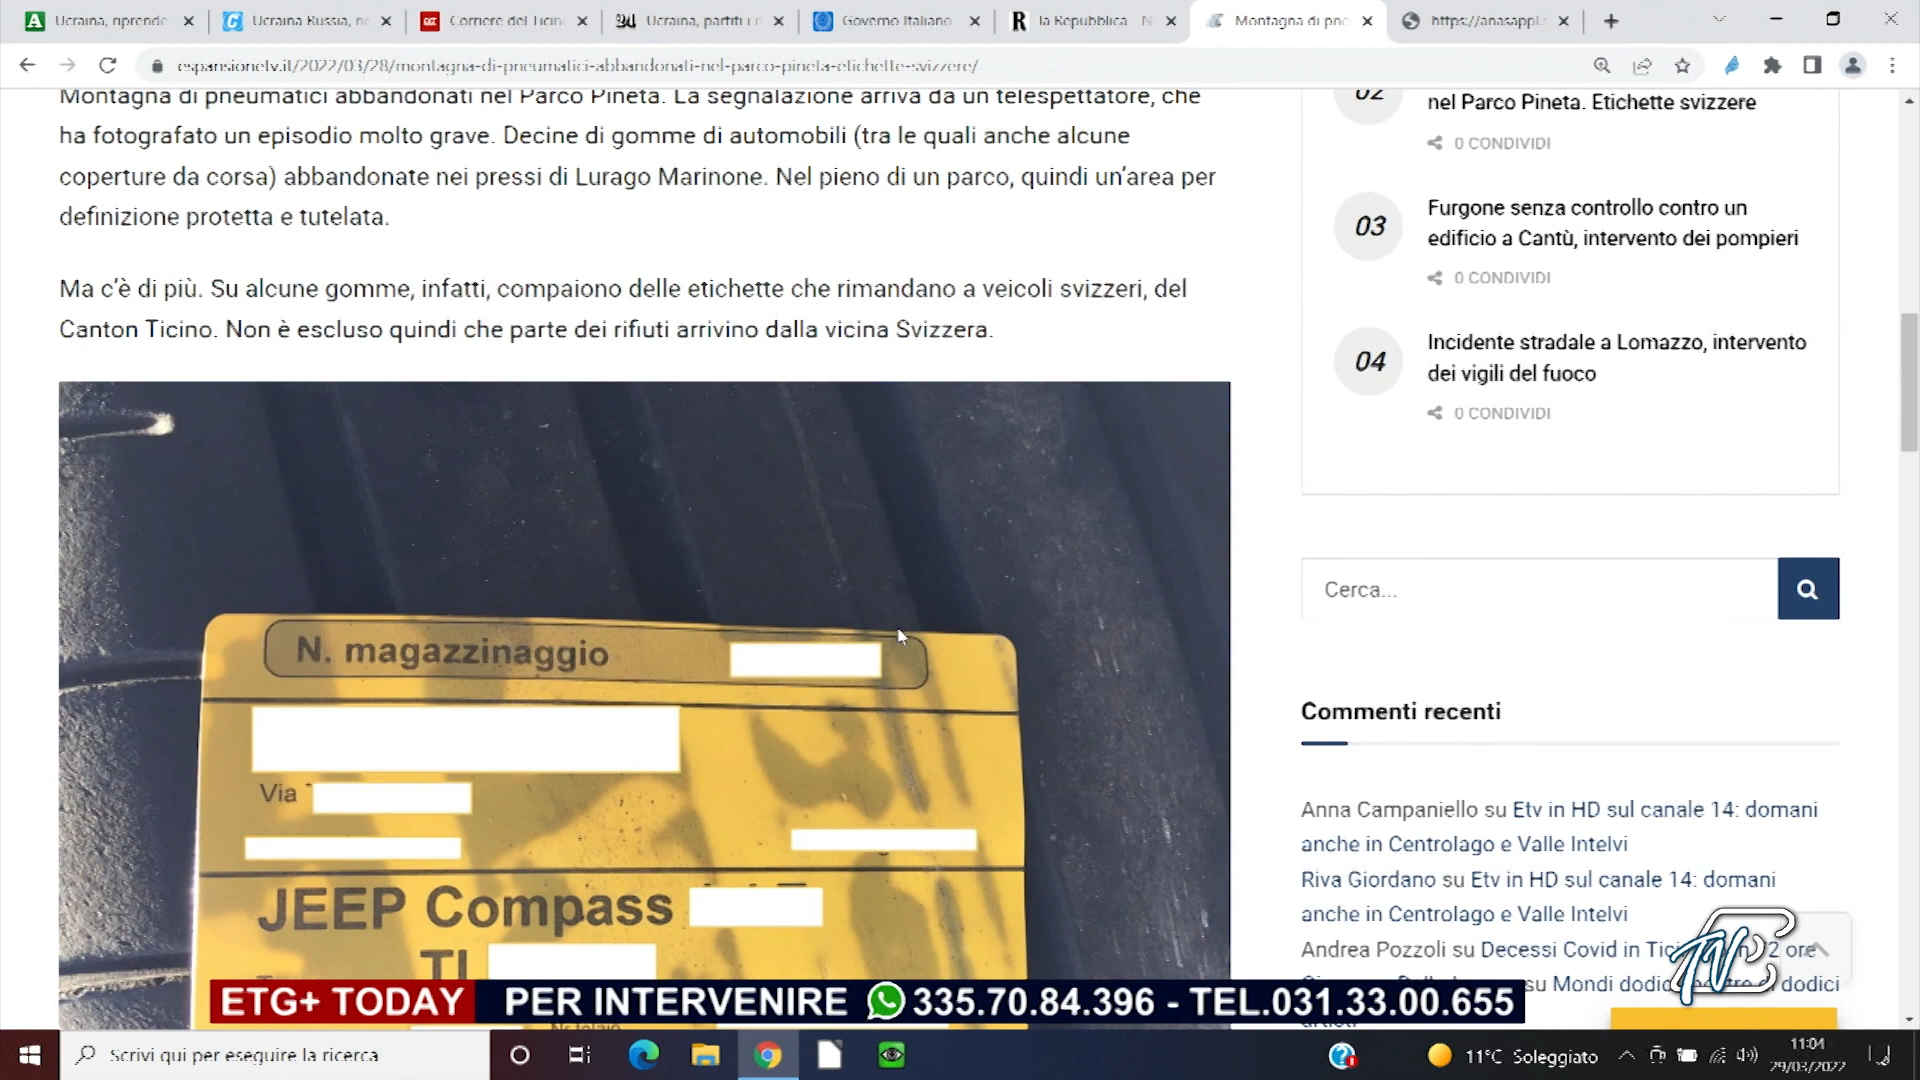 Ucraina, riprende
Ucraina Russia, n
Corriere del Ticin
Ucraina, partiti i n
Governo Italiano
la Repubblica - N
Montagna di pne
https://anasappl.s
espansionetv.it/2022/03/28/montagna-di-pneumatici-abbandonati-nel-parco-pineta-etichette-svizzere/
Montagna di pneumatici abbandonati nel Parco Pineta. La segnalazione arriva da un telespettatore, che
ha fotografato un episodio molto grave. Decine di gomme di automobili (tra le quali anche alcune
coperture da corsa) abbandonate nei pressi di Lurago Marinone. Nel pieno di un parco, quindi un’area per
definizione protetta e tutelata.
Ma c’è di più. Su alcune gomme, infatti, compaiono delle etichette che rimandano a veicoli svizzeri, del
Canton Ticino. Non è escluso quindi che parte dei rifiuti arrivino dalla vicina Svizzera.
N. magazzinaggio
Via
JEEP Compass
TI
02
nel Parco Pineta. Etichette svizzere
0 CONDIVIDI
03
Furgone senza controllo contro un
edificio a Cantù, intervento dei pompieri
0 CONDIVIDI
04
Incidente stradale a Lomazzo, intervento
dei vigili del fuoco
0 CONDIVIDI
Cerca...
Commenti recenti
Anna Campaniello su Etv in HD sul canale 14: domani
anche in Centrolago e Valle Intelvi
Riva Giordano su Etv in HD sul canale 14: domani
anche in Centrolago e Valle Intelvi
Andrea Pozzoli su Decessi Covid in Tici 2 ore
su Mondi dodici dodici
ETG+ TODAY PER INTERVENIRE 335.70.84.396 - TEL.031.33.00.655
Scrivi qui per eseguire la ricerca
11°C Soleggiato
11:04
29/03/2022